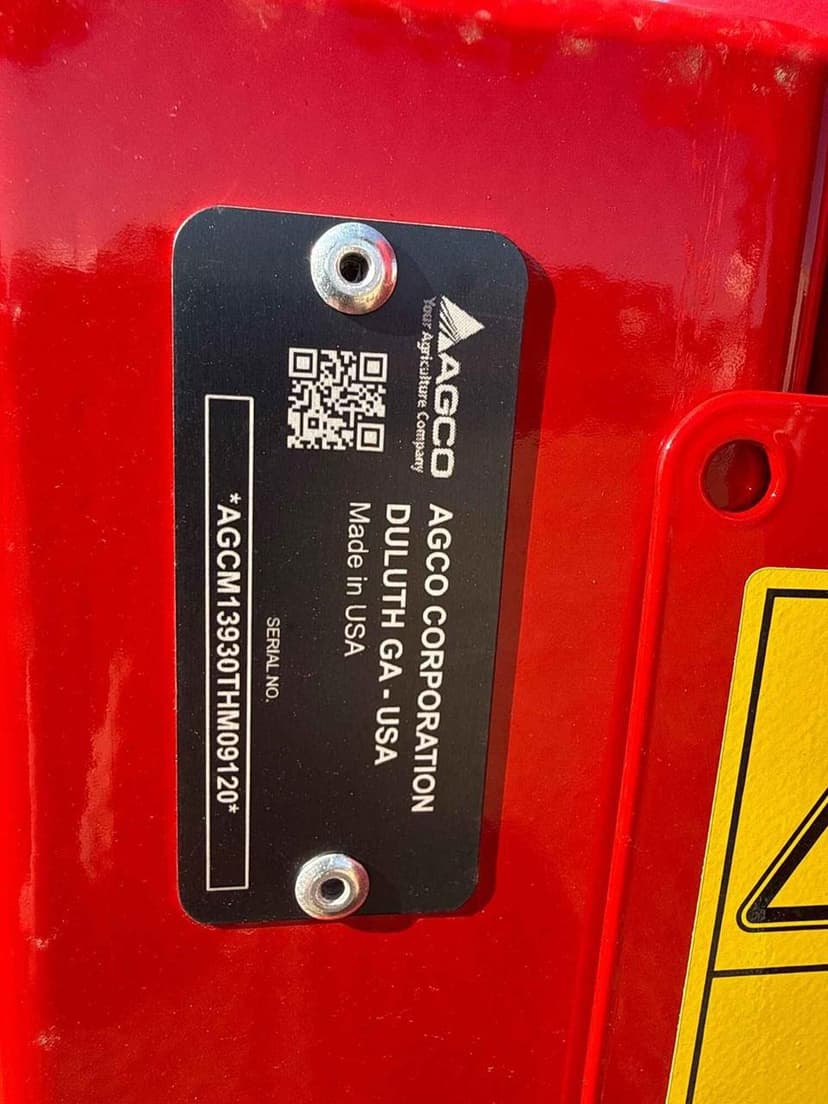 AGCO
Your Agriculture Company
AGCO CORPORATION
DULUTH GA - USA
Made in USA
SERIAL NO.
*AGCM13930THM09120*